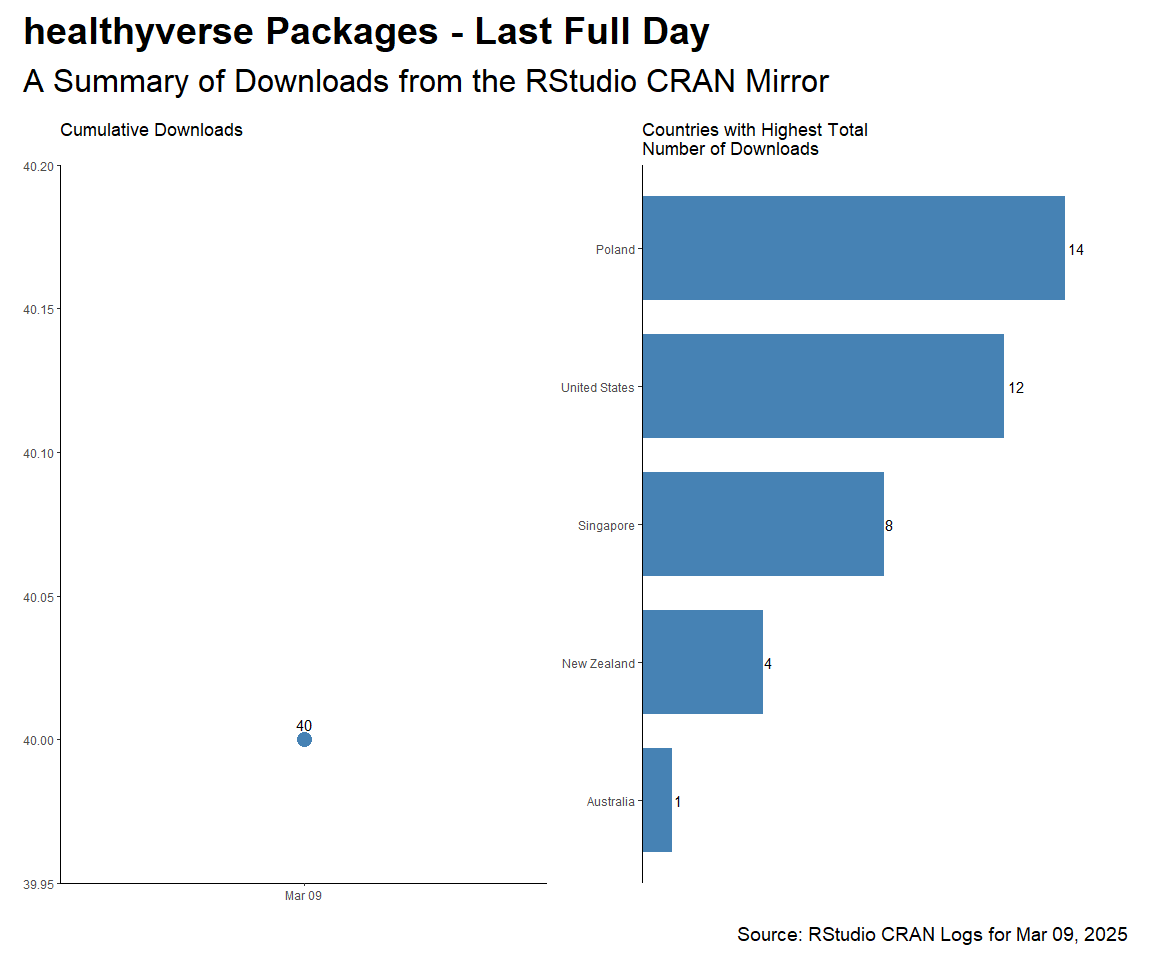 healthyverse Packages - Last Full Day
A Summary of Downloads from the RStudio CRAN Mirror
Cumulative Downloads
40.20
40.15
40.10
40.05
40.00
39.95
40
Mar 09
Countries with Highest Total
Number of Downloads
Poland
14
United States
12
Singapore
8
New Zealand
4
Australia
1
Source: RStudio CRAN Logs for Mar 09, 2025